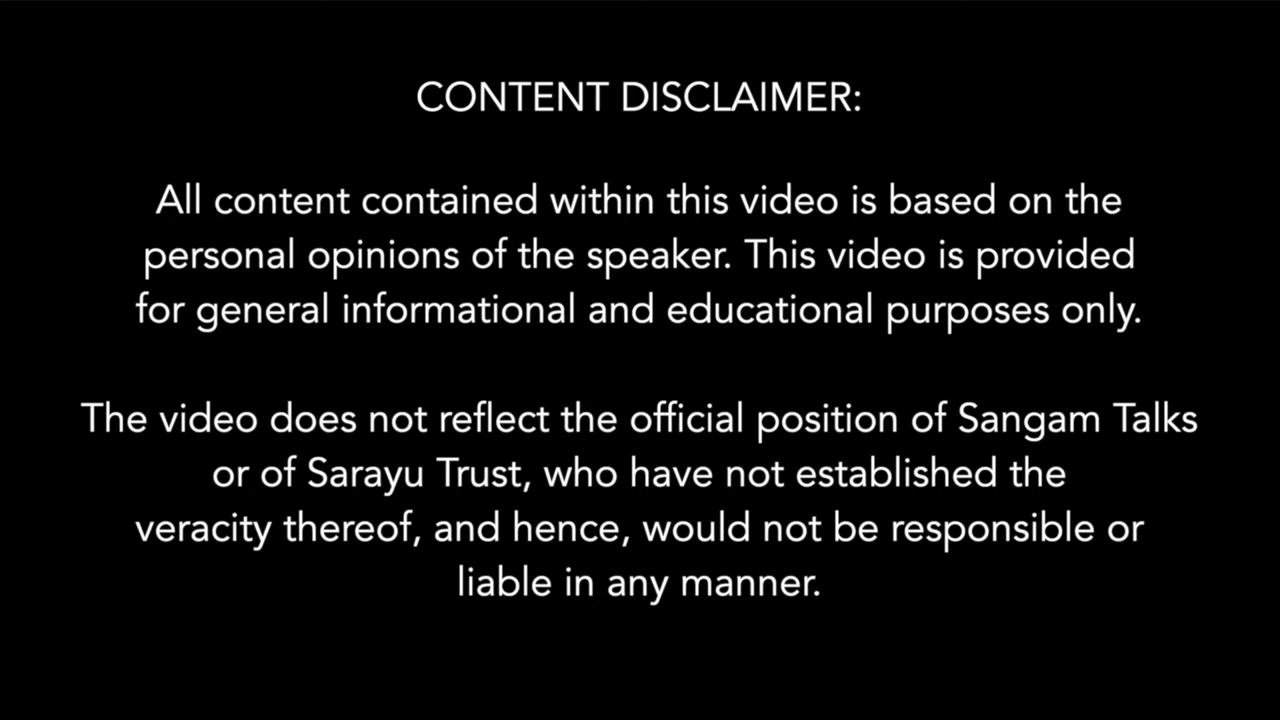 CONTENT DISCLAIMER:
All content contained within this video is based on the
personal opinions of the speaker. This video is provided
for general informational and educational purposes only.
The video does not reflect the official position of Sangam Talks
or of Sarayu Trust, who have not established the
veracity thereof, and hence, would not be responsible or
liable in any manner.